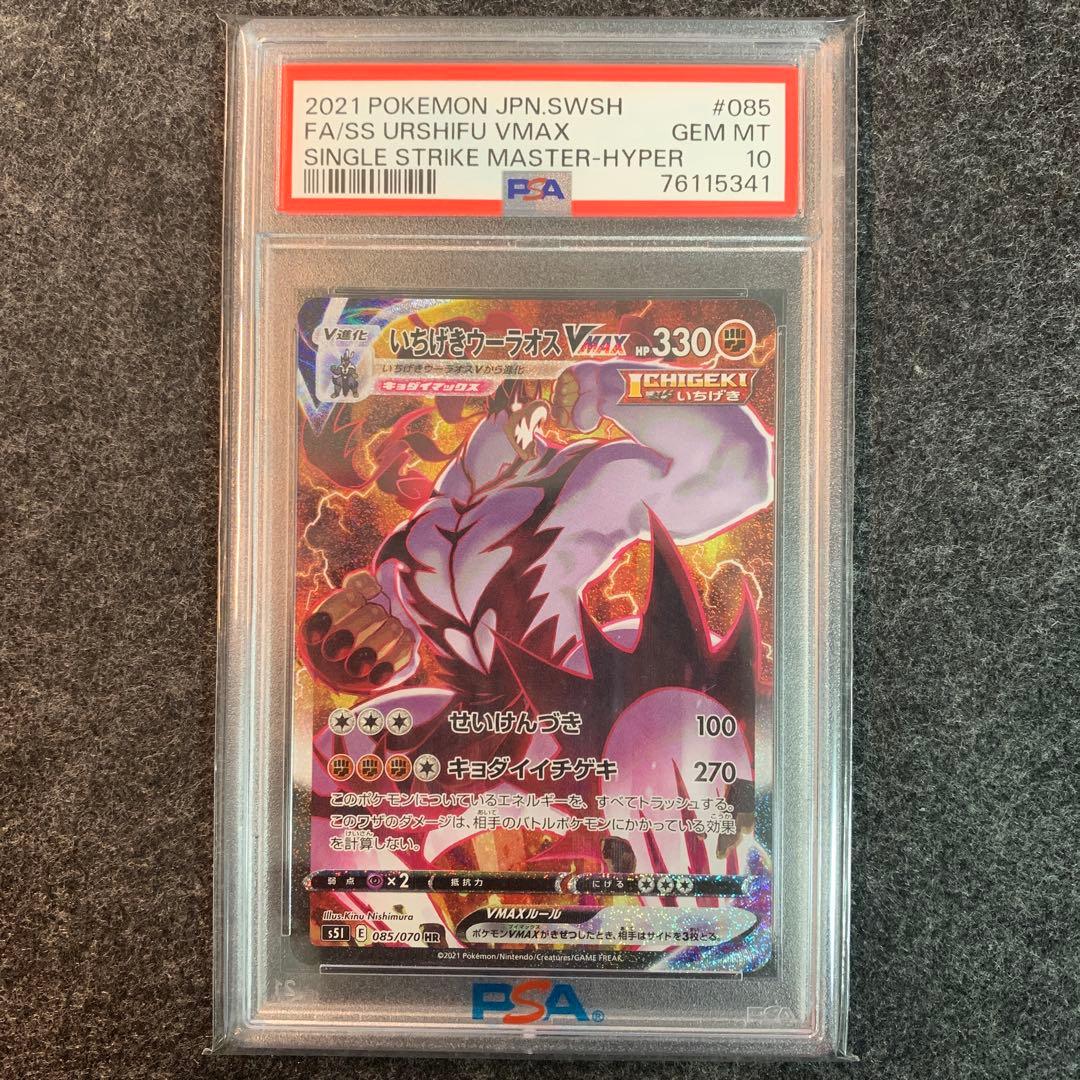 2021 POKEMON JPN.SWSH #085
FA/SS URSHIFU VMAX GEM MT
SINGLE STRIKE MASTER-HYPER 10
PSA 76115341
V進化
いちげきウーラオス VMAX HP 330
いちげきウーラオスVから進化
キョダイマックス
ICHIGEKI
いちげき
せいけんづき 100
キョダイイチゲキ 270
このポケモンについているエネルギーを、すべてトラッシュする。
このワザのダメージは、相手のバトルポケモンにかかっている効果
を計算しない。
弱点 ×2 抵抗力 にげる
Illus.Kinu Nishimura
VMAXルール
s5I E 085/070 HR
ポケモンVMAXがきぜつしたとき、相手はサイドを3枚とる。
©2021 Pokémon/Nintendo/Creatures/GAME FREAK.
PSA®